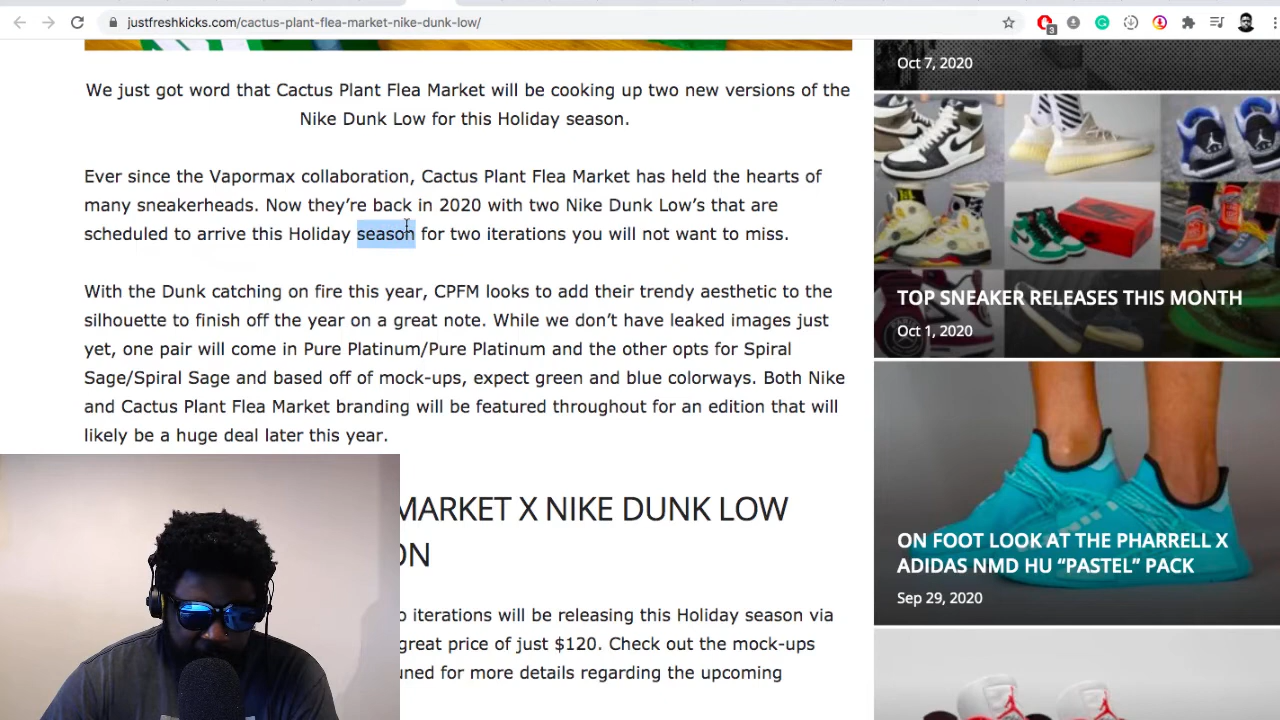 justfreshkicks.com/cactus-plant-flea-market-nike-dunk-low/
3
We just got word that Cactus Plant Flea Market will be cooking up two new versions of the
Nike Dunk Low for this Holiday season.
Ever since the Vapormax collaboration, Cactus Plant Flea Market has held the hearts of
many sneakerheads. Now they’re back in 2020 with two Nike Dunk Low’s that are
scheduled to arrive this Holiday season for two iterations you will not want to miss.
With the Dunk catching on fire this year, CPFM looks to add their trendy aesthetic to the
silhouette to finish off the year on a great note. While we don’t have leaked images just
yet, one pair will come in Pure Platinum/Pure Platinum and the other opts for Spiral
Sage/Spiral Sage and based off of mock-ups, expect green and blue colorways. Both Nike
and Cactus Plant Flea Market branding will be featured throughout for an edition that will
likely be a huge deal later this year.
MARKET X NIKE DUNK LOW
ON
o iterations will be releasing this Holiday season via
great price of just $120. Check out the mock-ups
uned for more details regarding the upcoming
Oct 7, 2020
TOP SNEAKER RELEASES THIS MONTH
Oct 1, 2020
ON FOOT LOOK AT THE PHARRELL X
ADIDAS NMD HU “PASTEL” PACK
Sep 29, 2020